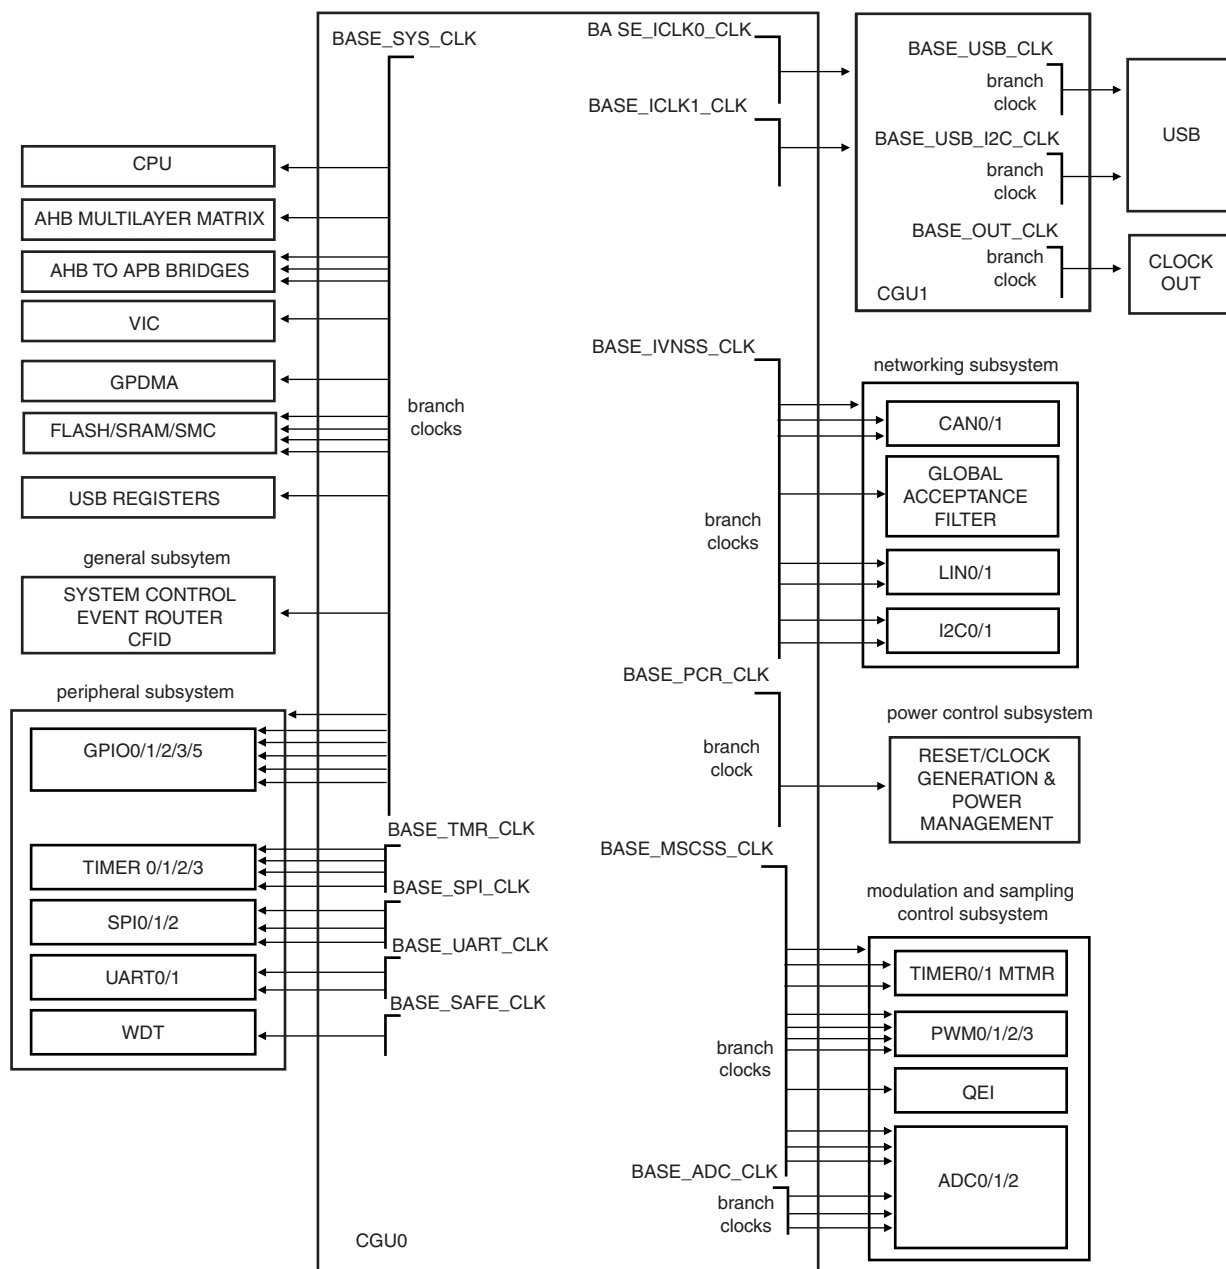 BASE_SYS_CLK
CPU
AHB MULTILAYER MATRIX
AHB TO APB BRIDGES
VIC
GPDMA
FLASH/SRAM/SMC
USB REGISTERS
branch
clocks
general subsytem
SYSTEM CONTROL
EVENT ROUTER
CFID
peripheral subsystem
GPIO0/1/2/3/5
BASE_TMR_CLK
TIMER 0/1/2/3
BASE_SPI_CLK
SPI0/1/2
BASE_UART_CLK
UART0/1
BASE_SAFE_CLK
WDT
CGU0
BA SE_ICLK0_CLK
BASE_ICLK1_CLK
BASE_USB_CLK
branch
clock
USB
BASE_USB_I2C_CLK
branch
clock
BASE_OUT_CLK
branch
clock
CLOCK
OUT
CGU1
BASE_IVNSS_CLK
networking subsystem
CAN0/1
GLOBAL
ACCEPTANCE
FILTER
branch
clocks
LIN0/1
I2C0/1
BASE_PCR_CLK
power control subsystem
branch
clock
RESET/CLOCK
GENERATION &
POWER
MANAGEMENT
BASE_MSCSS_CLK
modulation and sampling
control subsystem
TIMER0/1 MTMR
PWM0/1/2/3
branch
clocks
QEI
BASE_ADC_CLK
ADC0/1/2
branch
clocks